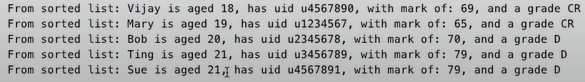 From sorted list: Vijay is aged 18, has uid u4567890, with mark of: 69, and a grade CR
From sorted list: Mary is aged 19, has uid u1234567, with mark of: 65, and a grade CR
From sorted list: Bob is aged 20, has uid u2345678, with mark of: 70, and a grade D
From sorted list: Ting is aged 21, has uid u3456789, with mark of: 79, and a grade D
From sorted list: Sue is aged 21, has uid u4567891, with mark of: 79, and a grade D